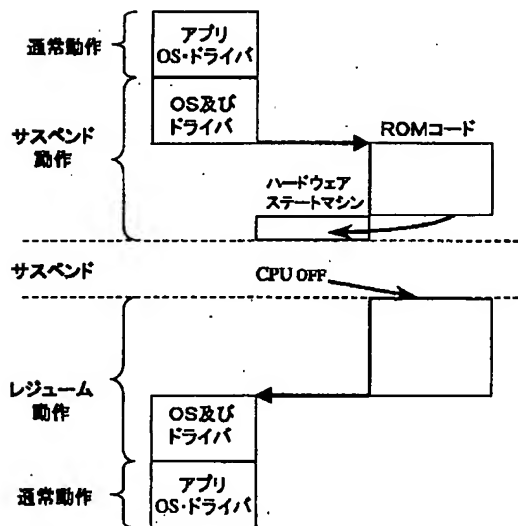 通常動作
アプリ
OS・ドライバ
サスペンド
動作
OS及び
ドライバ
ROMコード
ハードウェア
ステートマシン
サスペンド
CPU OFF
レジューム
動作
OS及び
ドライバ
通常動作
アプリ
OS・ドライバ